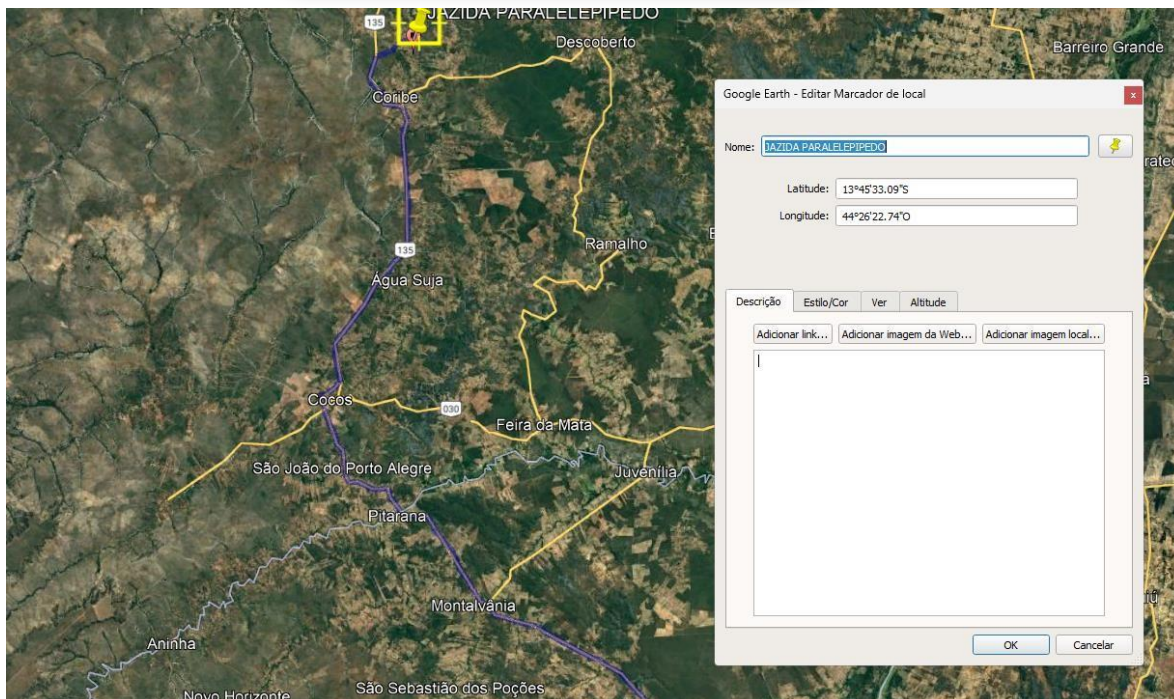 135
JAZIDA PARALELEPIPEDO
Descoberto
Barreiro Grande
Coribe
135
Ramalho
Água Suja
Cocos
030
Feira da Mata
São João do Porto Alegre
Juvenília
Pitarana
Montalvânia
Aninha
Novo Horizonte
São Sebastião dos Poções
Google Earth - Editar Marcador de local
x
Nome: JAZIDA PARALELEPIPEDO
Latitude: 13°45'33.09"S
Longitude: 44°26'22.74"O
Descrição Estilo/Cor Ver Altitude
Adicionar link... Adicionar imagem da Web... Adicionar imagem local...
OK Cancelar